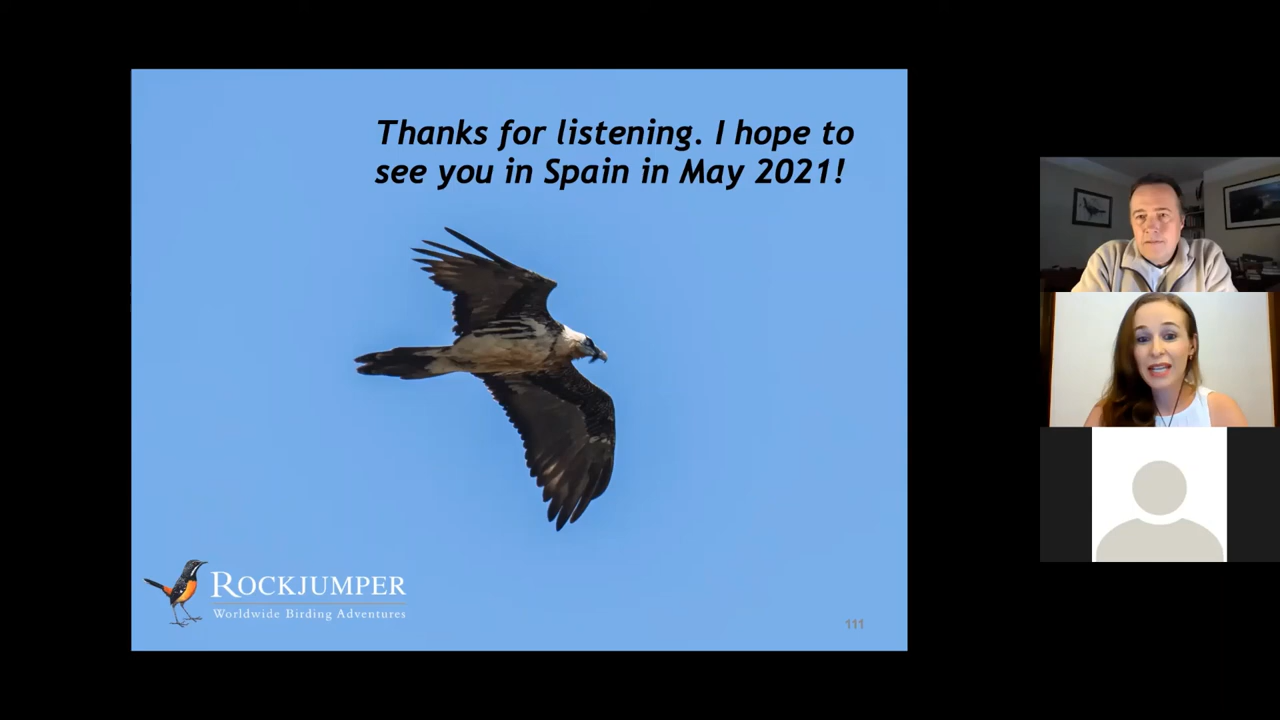 Thanks for listening. I hope to
see you in Spain in May 2021!
ROCKJUMPER
Worldwide Birding Adventures
111